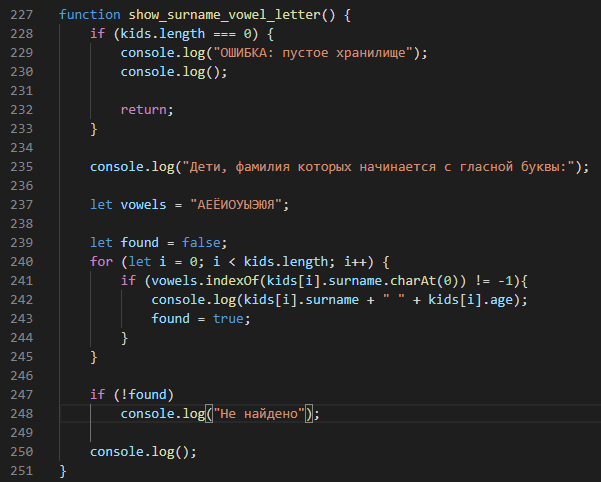 227 function show_surname_vowel_letter() {
228     if (kids.length === 0) {
229         console.log("ОШИБКА: пустое хранилище");
230         console.log();
231
232         return;
233     }
234
235     console.log("Дети, фамилия которых начинается с гласной буквы:");
236
237     let vowels = "АЕЁИОУЫЭЮЯ";
238
239     let found = false;
240     for (let i = 0; i < kids.length; i++) {
241         if (vowels.indexOf(kids[i].surname.charAt(0)) != -1){
242             console.log(kids[i].surname + " " + kids[i].age);
243             found = true;
244         }
245     }
246
247     if (!found)
248         console.log("Не найдено");
249
250     console.log();
251 }